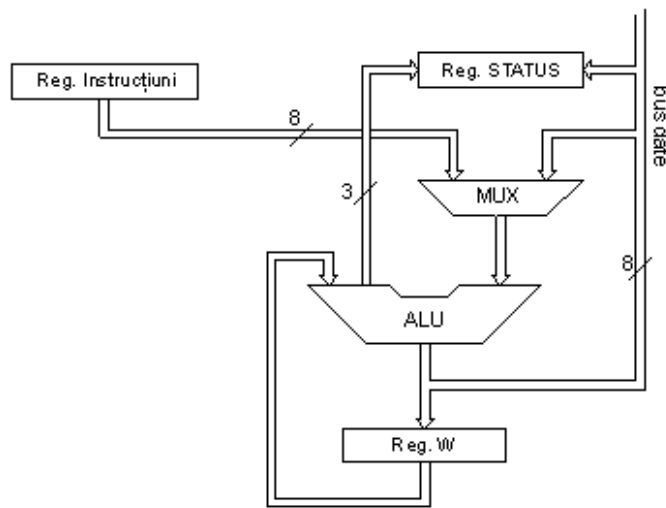 Reg. Instrucțiuni
Reg. STATUS
bus date
8
MUX
3
8
ALU
Reg. W